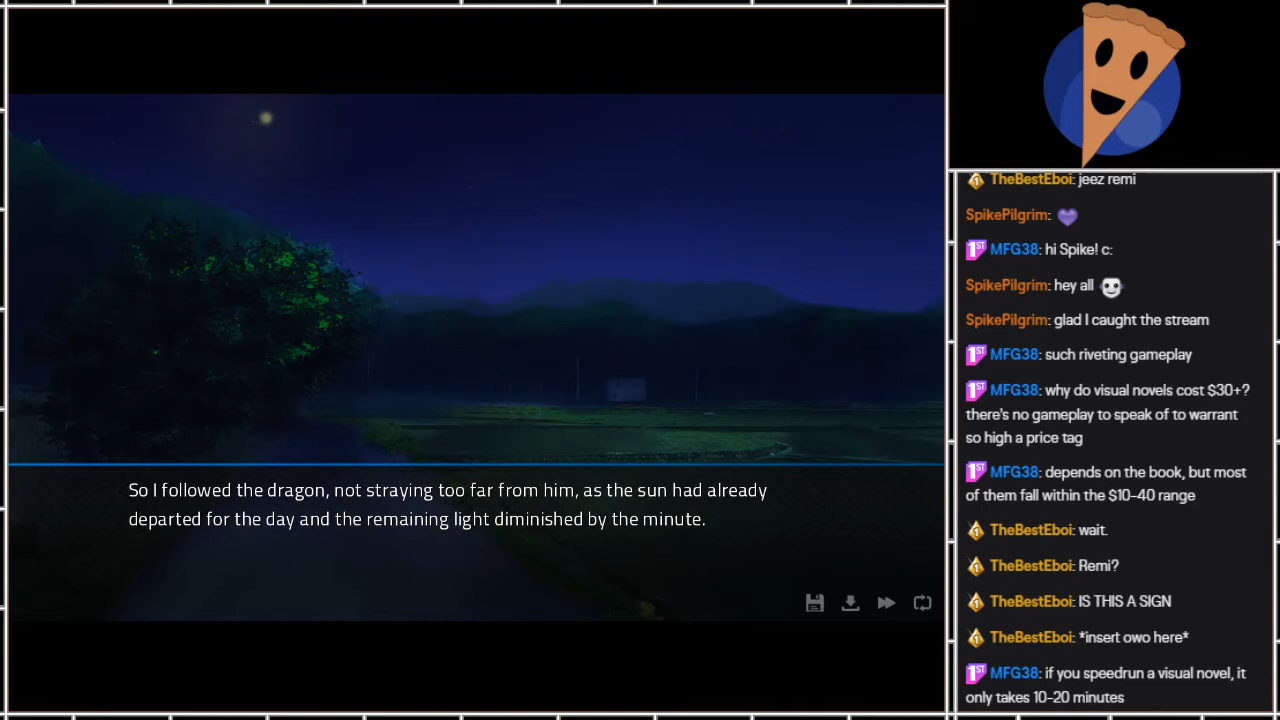 So I followed the dragon, not straying too far from him, as the sun had already
departed for the day and the remaining light diminished by the minute.
TheBestEboi: jeez remi
SpikePilgrim:
MFG38: hi Spike! c:
SpikePilgrim: hey all
SpikePilgrim: glad I caught the stream
MFG38: such riveting gameplay
MFG38: why do visual novels cost $30+?
there's no gameplay to speak of to warrant
so high a price tag
MFG38: depends on the book, but most
of them fall within the $10-40 range
TheBestEboi: wait.
TheBestEboi: Remi?
TheBestEboi: IS THIS A SIGN
TheBestEboi: *insert owo here*
MFG38: if you speedrun a visual novel, it
only takes 10-20 minutes